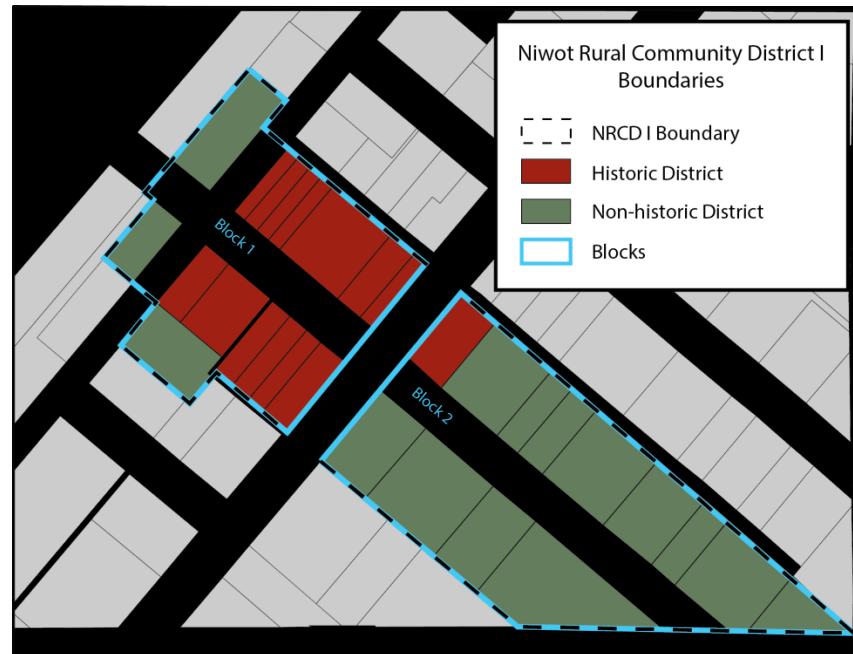 Niwot Rural Community District I
Boundaries
NRCD I Boundary
Historic District
Non-historic District
Blocks
Block 1
Block 2